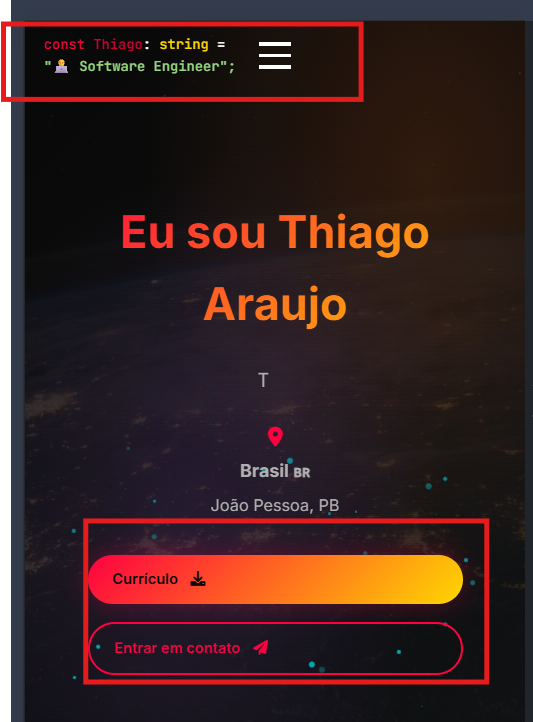 const Thiago: string =
"👨🏻‍💻 Software Engineer";
Eu sou Thiago
Araujo
T
Brasil BR
João Pessoa, PB
Currículo
Entrar em contato